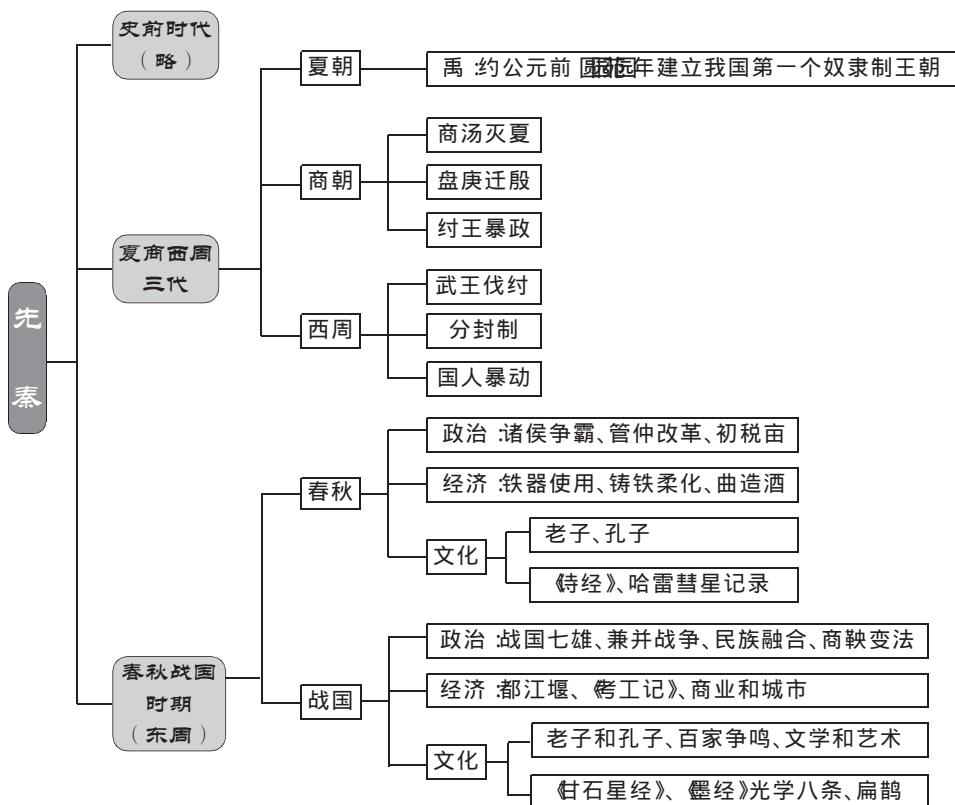 先秦
史前时代
（略）
夏商西周
三代
春秋战国
时期
（东周）
夏朝
禹:约公元前 年建立我国第一个奴隶制王朝
商朝
商汤灭夏
盘庚迁殷
纣王暴政
西周
武王伐纣
分封制
国人暴动
春秋
政治:诸侯争霸、管仲改革、初税亩
经济:铁器使用、铸铁柔化、曲造酒
文化
老子、孔子
《诗经》、哈雷彗星记录
战国
政治:战国七雄、兼并战争、民族融合、商鞅变法
经济:都江堰、《考工记》、商业和城市
文化
老子和孔子、百家争鸣、文学和艺术
《甘石星经》、《墨经》光学八条、扁鹊